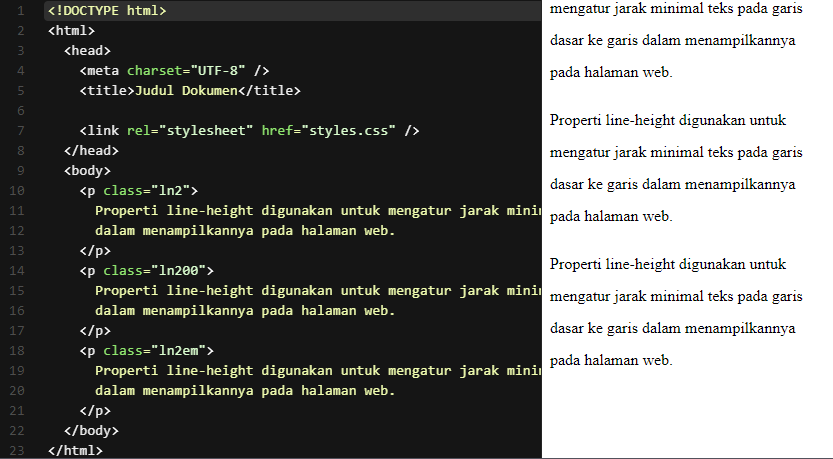 1 <!DOCTYPE html>
2 <html>
3 <head>
4 <meta charset="UTF-8" />
5 <title>Judul Dokumen</title>
6
7 <link rel="stylesheet" href="styles.css" />
8 </head>
9 <body>
10 <p class="ln2">
11 Properti line-height digunakan untuk mengatur jarak
12 dalam menampilkannya pada halaman web.
13 </p>
14 <p class="ln200">
15 Properti line-height digunakan untuk mengatur jarak
16 dalam menampilkannya pada halaman web.
17 </p>
18 <p class="ln2em">
19 Properti line-height digunakan untuk mengatur jarak
20 dalam menampilkannya pada halaman web.
21 </p>
22 </body>
23 </html>
mengatur jarak minimal teks pada garis
dasar ke garis dalam menampilkannya
pada halaman web.
Properti line-height digunakan untuk
mengatur jarak minimal teks pada garis
dasar ke garis dalam menampilkannya
pada halaman web.
Properti line-height digunakan untuk
mengatur jarak minimal teks pada garis
dasar ke garis dalam menampilkannya
pada halaman web.